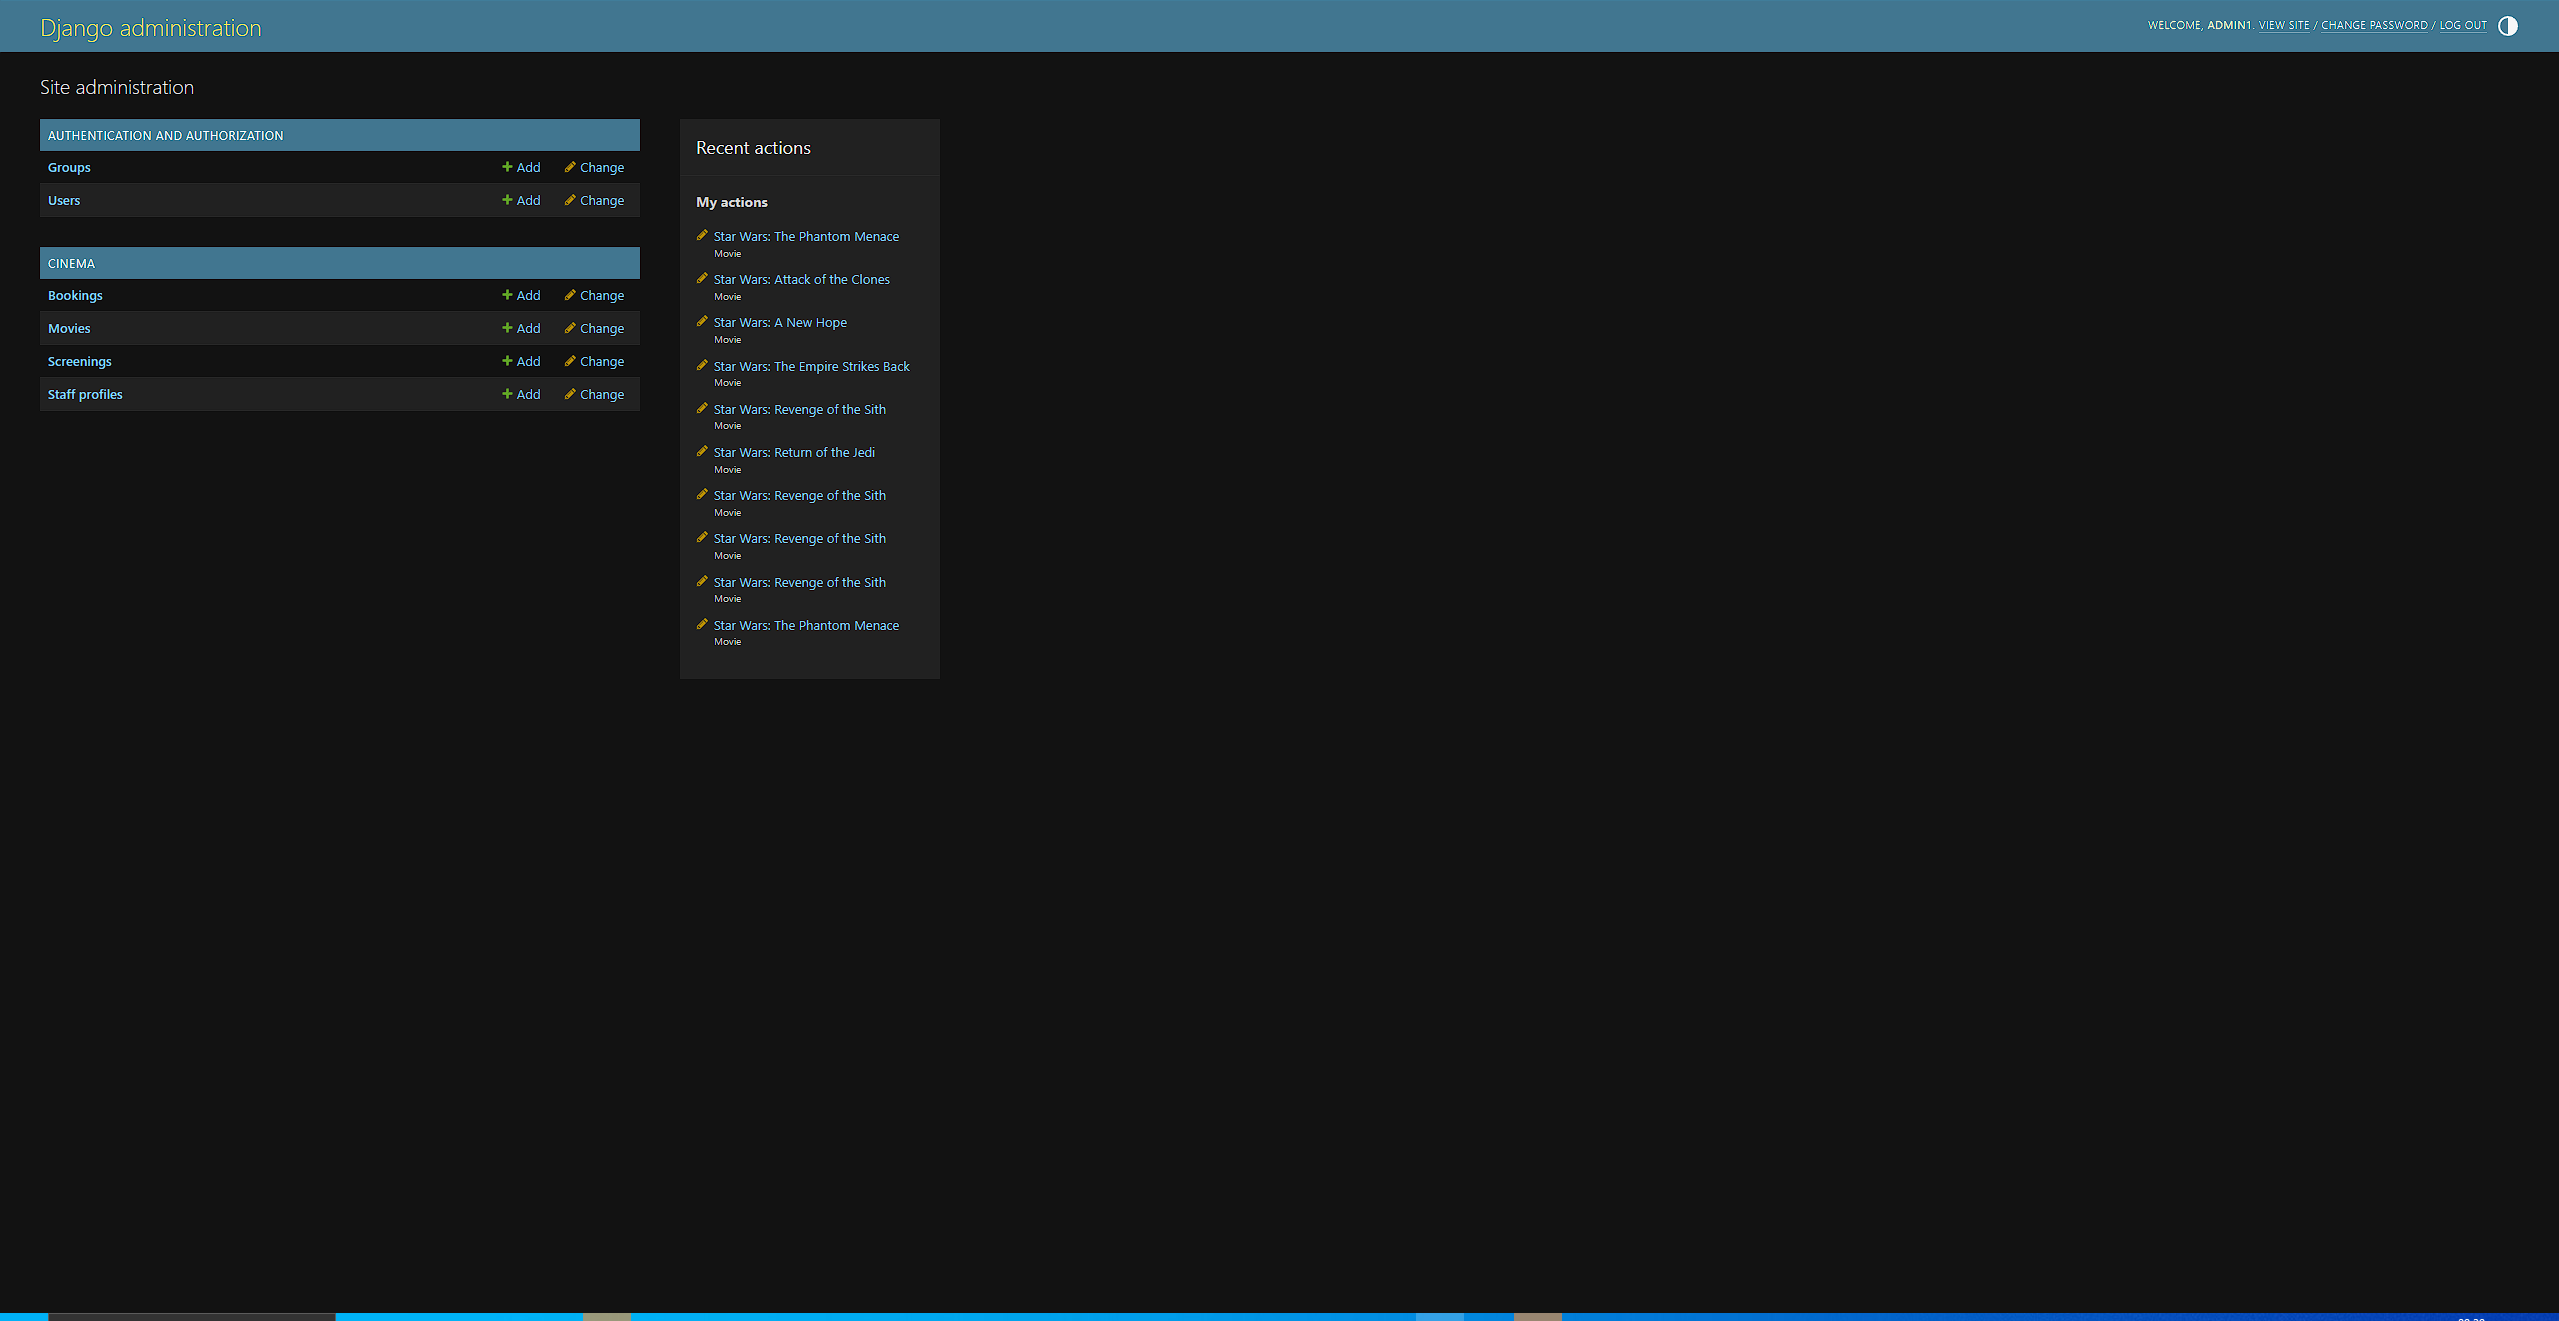 Django administration
WELCOME, ADMIN1. VIEW SITE / CHANGE PASSWORD / LOG OUT
Site administration
AUTHENTICATION AND AUTHORIZATION
Groups Add Change
Users Add Change
CINEMA
Bookings Add Change
Movies Add Change
Screenings Add Change
Staff profiles Add Change
Recent actions
My actions
Star Wars: The Phantom Menace
Movie
Star Wars: Attack of the Clones
Movie
Star Wars: A New Hope
Movie
Star Wars: The Empire Strikes Back
Movie
Star Wars: Revenge of the Sith
Movie
Star Wars: Return of the Jedi
Movie
Star Wars: Revenge of the Sith
Movie
Star Wars: Revenge of the Sith
Movie
Star Wars: Revenge of the Sith
Movie
Star Wars: The Phantom Menace
Movie